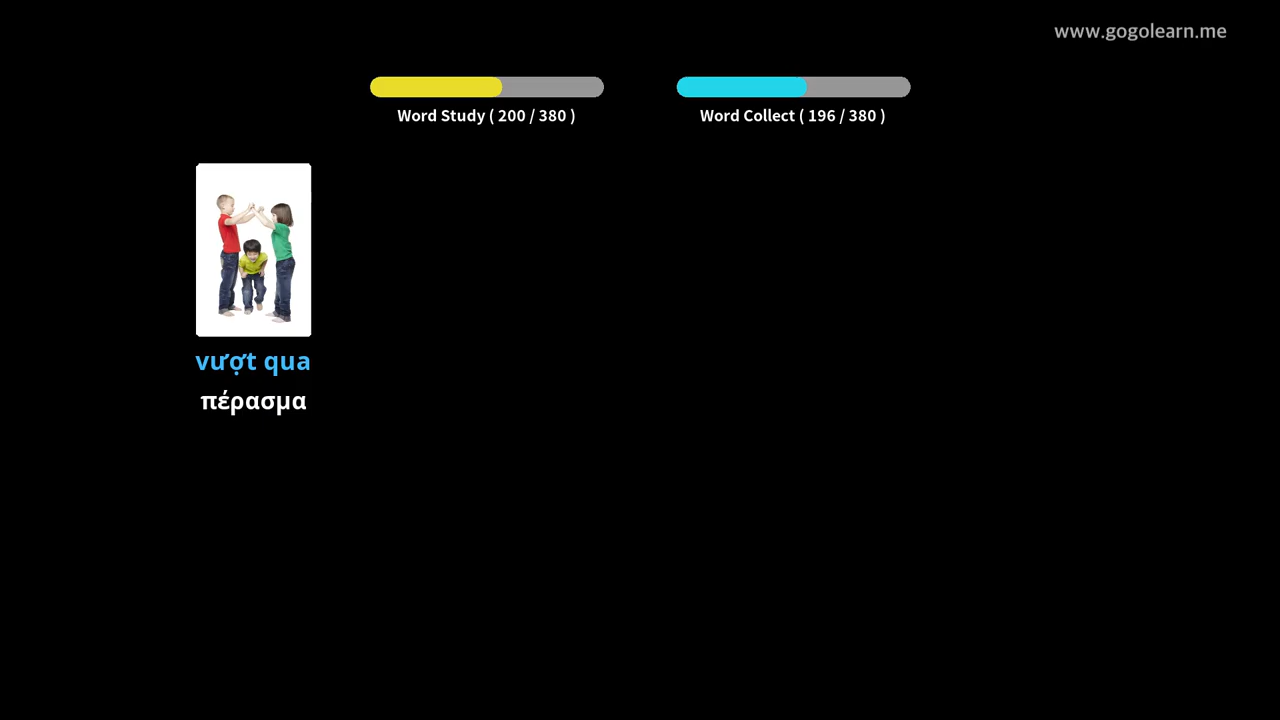 www.gogolearn.me
Word Study ( 200 / 380 )
Word Collect ( 196 / 380 )
vượt qua
πέρασμα